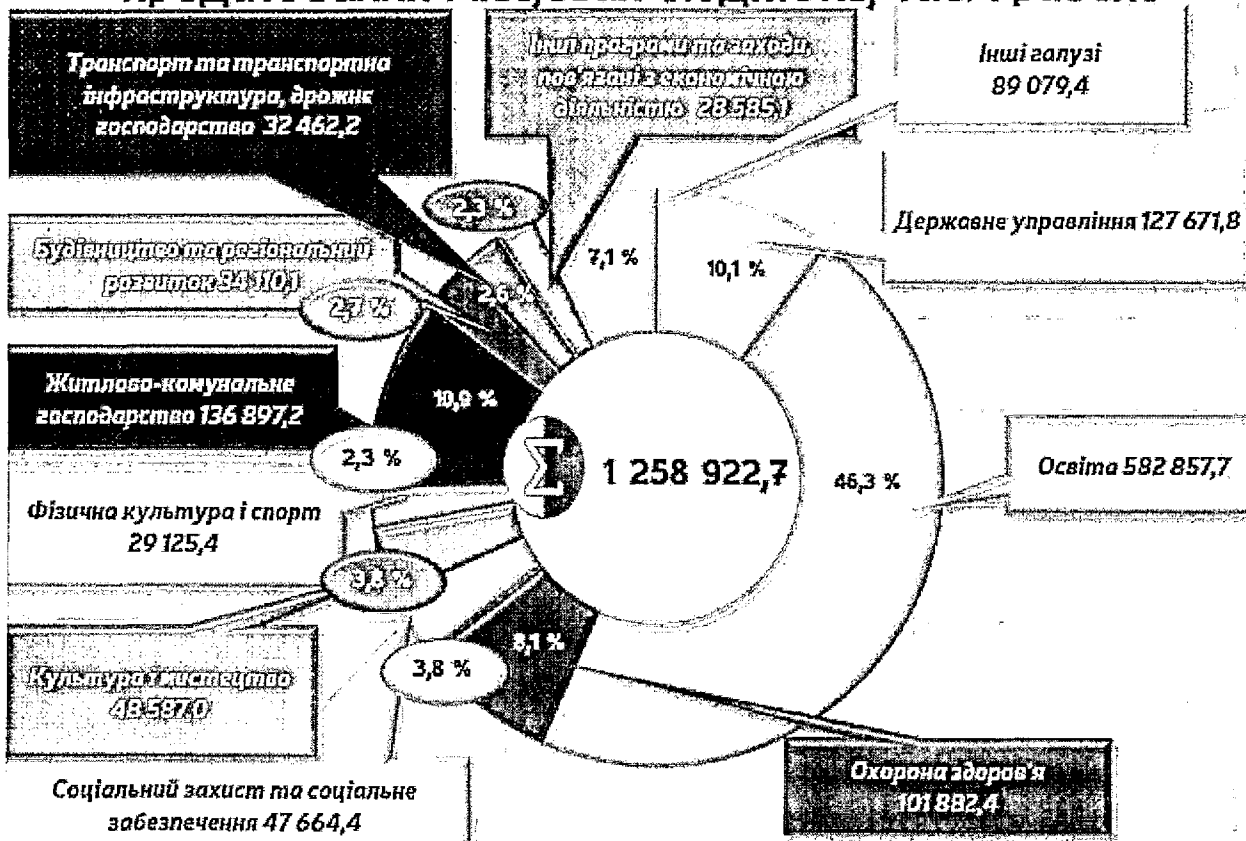 Транспорт та транспортна
інфраструктура, дрожнє
господарство 32 462,2
Інші програми та заходи,
пов'язані з економічною
діяльністю 28 585,1
Інші галузі
89 079,4
Державне управління 127 671,8
Будівництво та регіональний
розвиток 34 110,1
2,3 %
7,1 %
10,1 %
2,6 %
2,7 %
Житлово-комунальне
господарство 136 897,2
10,9 %
2,3 %
Σ 1 258 922,7
46,3 %
Освіта 582 857,7
Фізична культура і спорт
29 125,4
3,8 %
8,1 %
3,8 %
Культура і мистецтво
48 587,0
Соціальний захист та соціальне
забезпечення 47 664,4
Охорона здоров'я
101 882,4